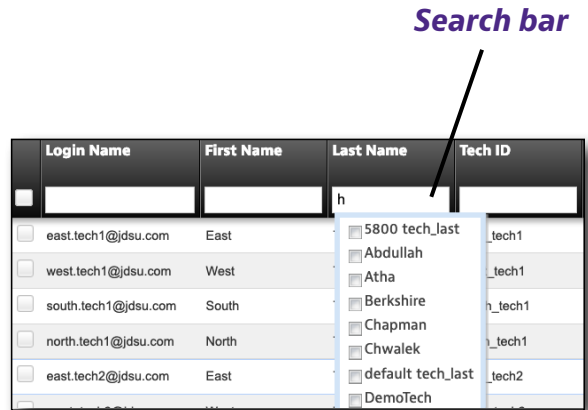 Search bar
Login Name First Name Last Name Tech ID
h
5800 tech_last
east.tech1@jdsu.com East _tech1
Abdullah
west.tech1@jdsu.com West _tech1
Atha
south.tech1@jdsu.com South h_tech1
Berkshire
Chapman
north.tech1@jdsu.com North _tech1
Chwalek
east.tech2@jdsu.com East default tech_last _tech2
DemoTech